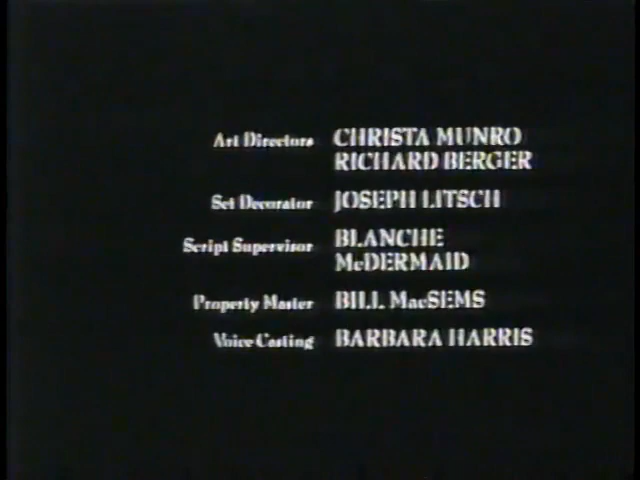 Art Directors CHRISTA MUNRO
RICHARD BERGER
Set Decorator JOSEPH LITSCH
Script Supervisor BLANCHE
McDERMAID
Property Master BILL MacSEMS
Voice Casting BARBARA HARRIS